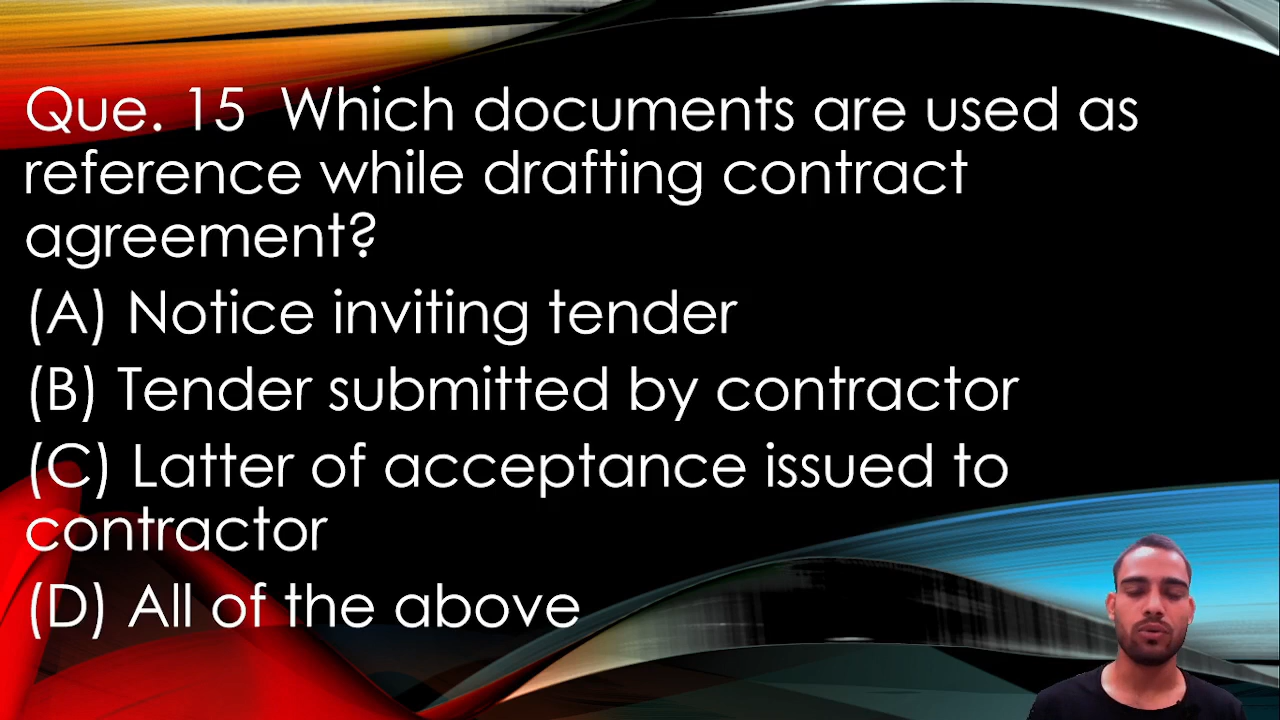 Que. 15  Which documents are used as
reference while drafting contract
agreement?
(A) Notice inviting tender
(B) Tender submitted by contractor
(C) Latter of acceptance issued to
contractor
(D) All of the above